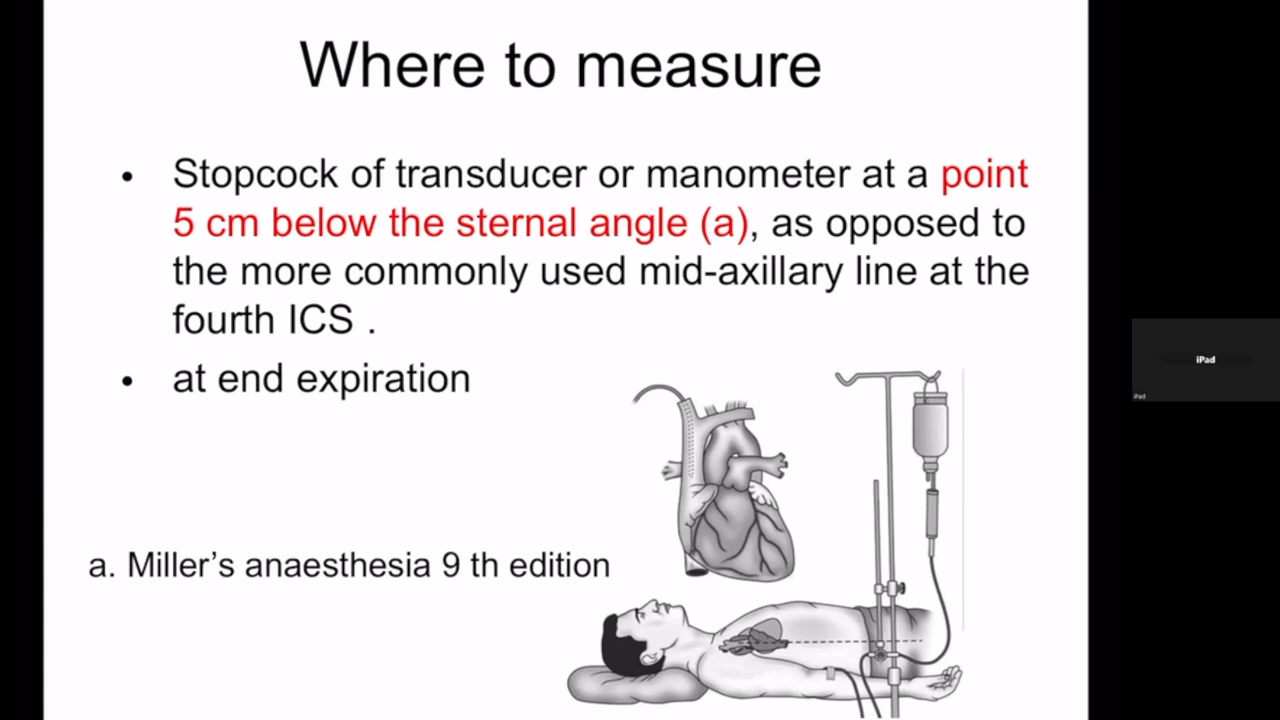 Where to measure
• Stopcock of transducer or manometer at a point
5 cm below the sternal angle (a), as opposed to
the more commonly used mid-axillary line at the
fourth ICS .
• at end expiration
a. Miller’s anaesthesia 9 th edition
iPad
iPad